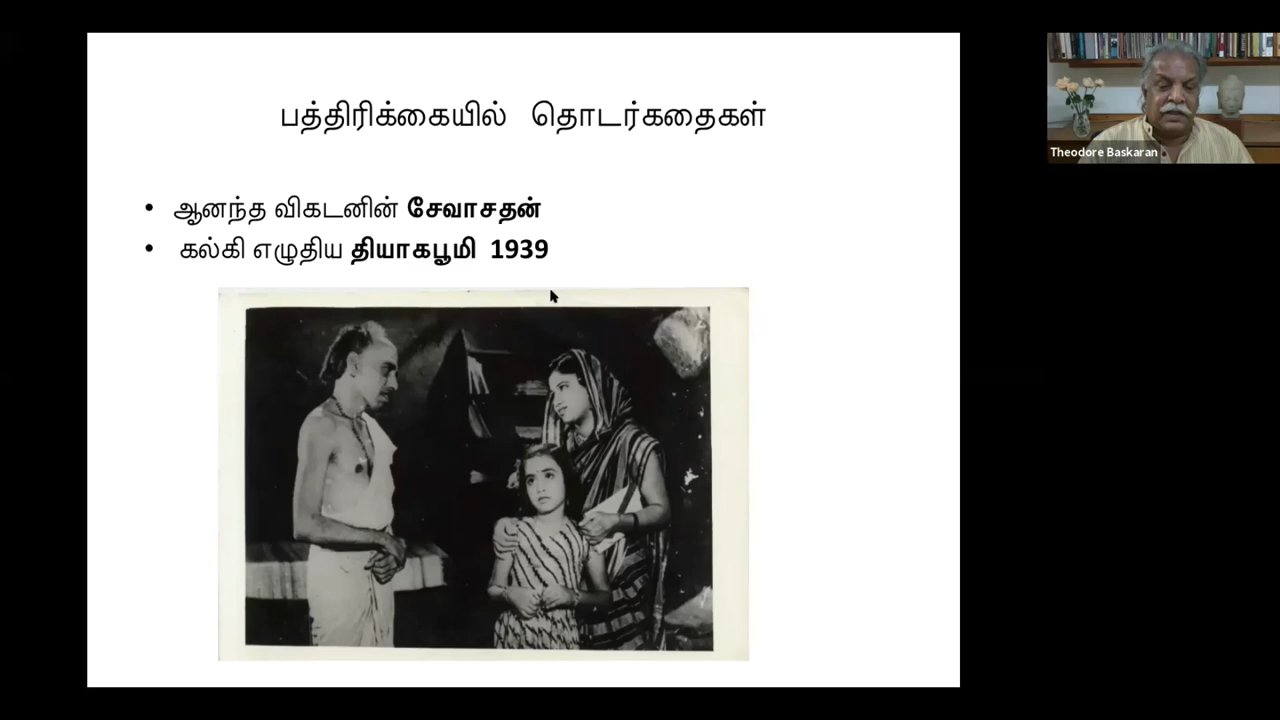 பத்திரிக்கையில் தொடர்கதைகள்
• ஆனந்த விகடனின் சேவாசதன்
• கல்கி எழுதிய தியாகபூமி 1939
Theodore Baskaran